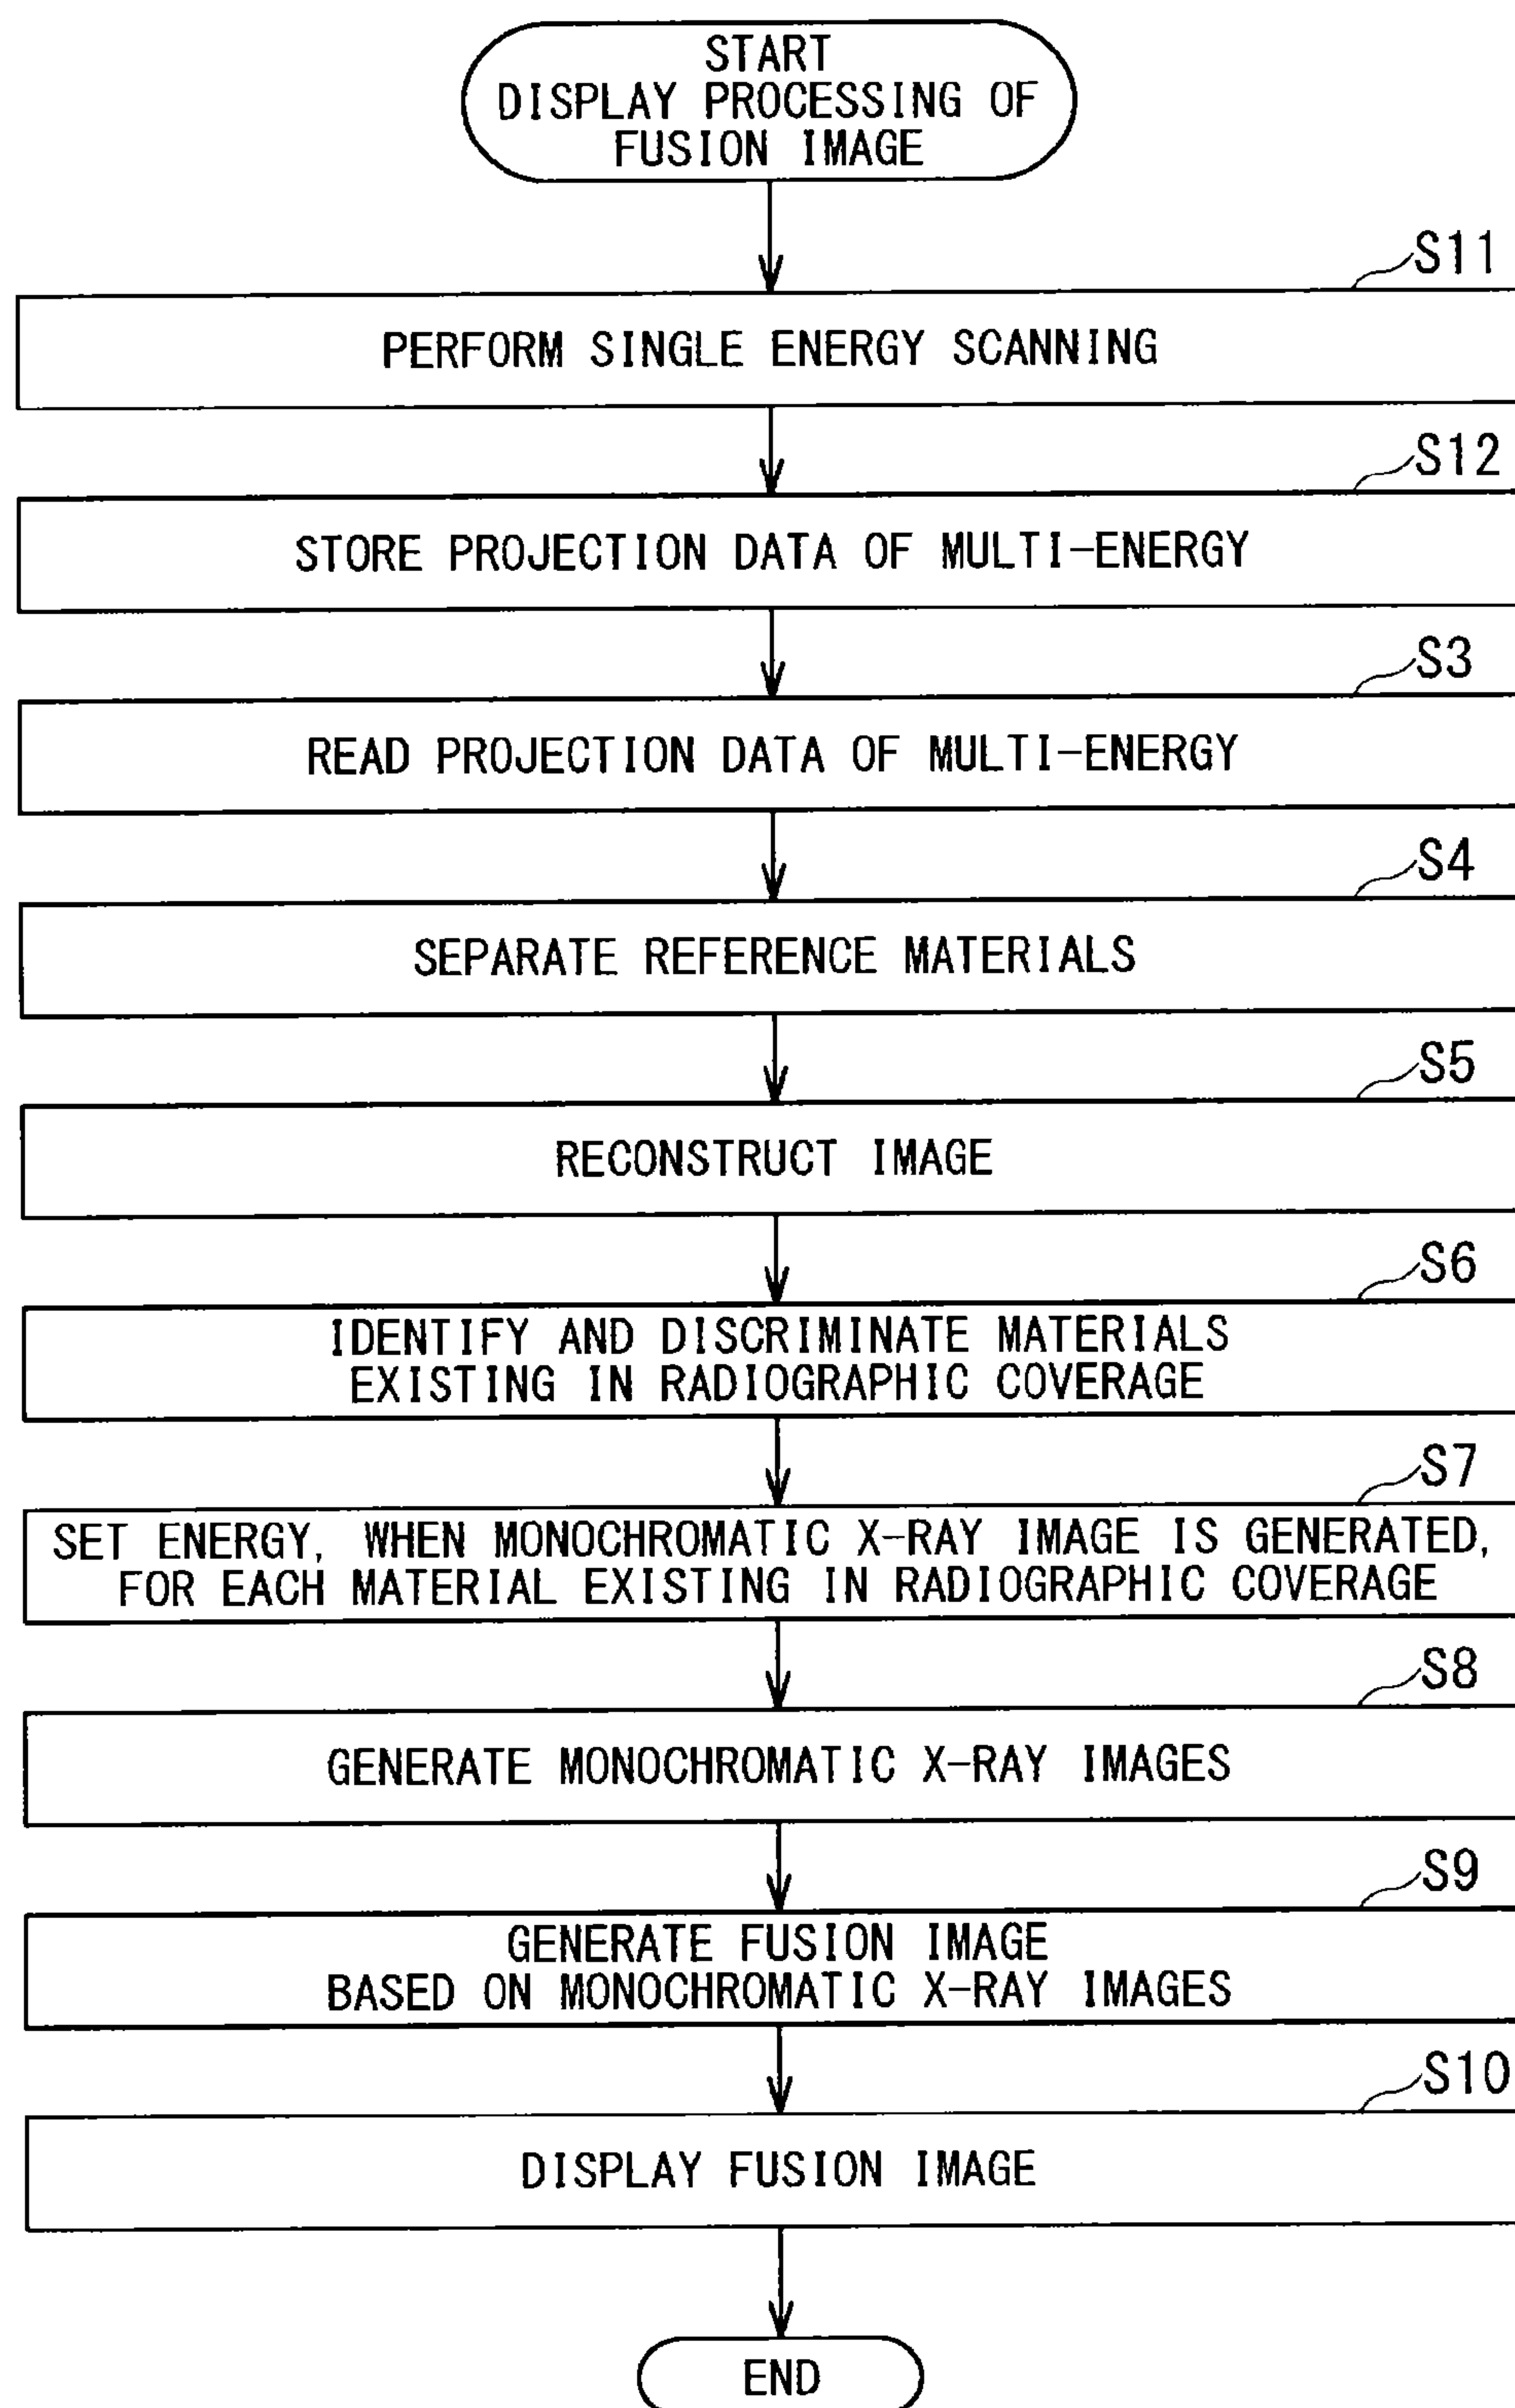 START
DISPLAY PROCESSING OF
FUSION IMAGE
S11
PERFORM SINGLE ENERGY SCANNING
S12
STORE PROJECTION DATA OF MULTI-ENERGY
S3
READ PROJECTION DATA OF MULTI-ENERGY
S4
SEPARATE REFERENCE MATERIALS
S5
RECONSTRUCT IMAGE
S6
IDENTIFY AND DISCRIMINATE MATERIALS
EXISTING IN RADIOGRAPHIC COVERAGE
S7
SET ENERGY, WHEN MONOCHROMATIC X-RAY IMAGE IS GENERATED,
FOR EACH MATERIAL EXISTING IN RADIOGRAPHIC COVERAGE
S8
GENERATE MONOCHROMATIC X-RAY IMAGES
S9
GENERATE FUSION IMAGE
BASED ON MONOCHROMATIC X-RAY IMAGES
S10
DISPLAY FUSION IMAGE
END